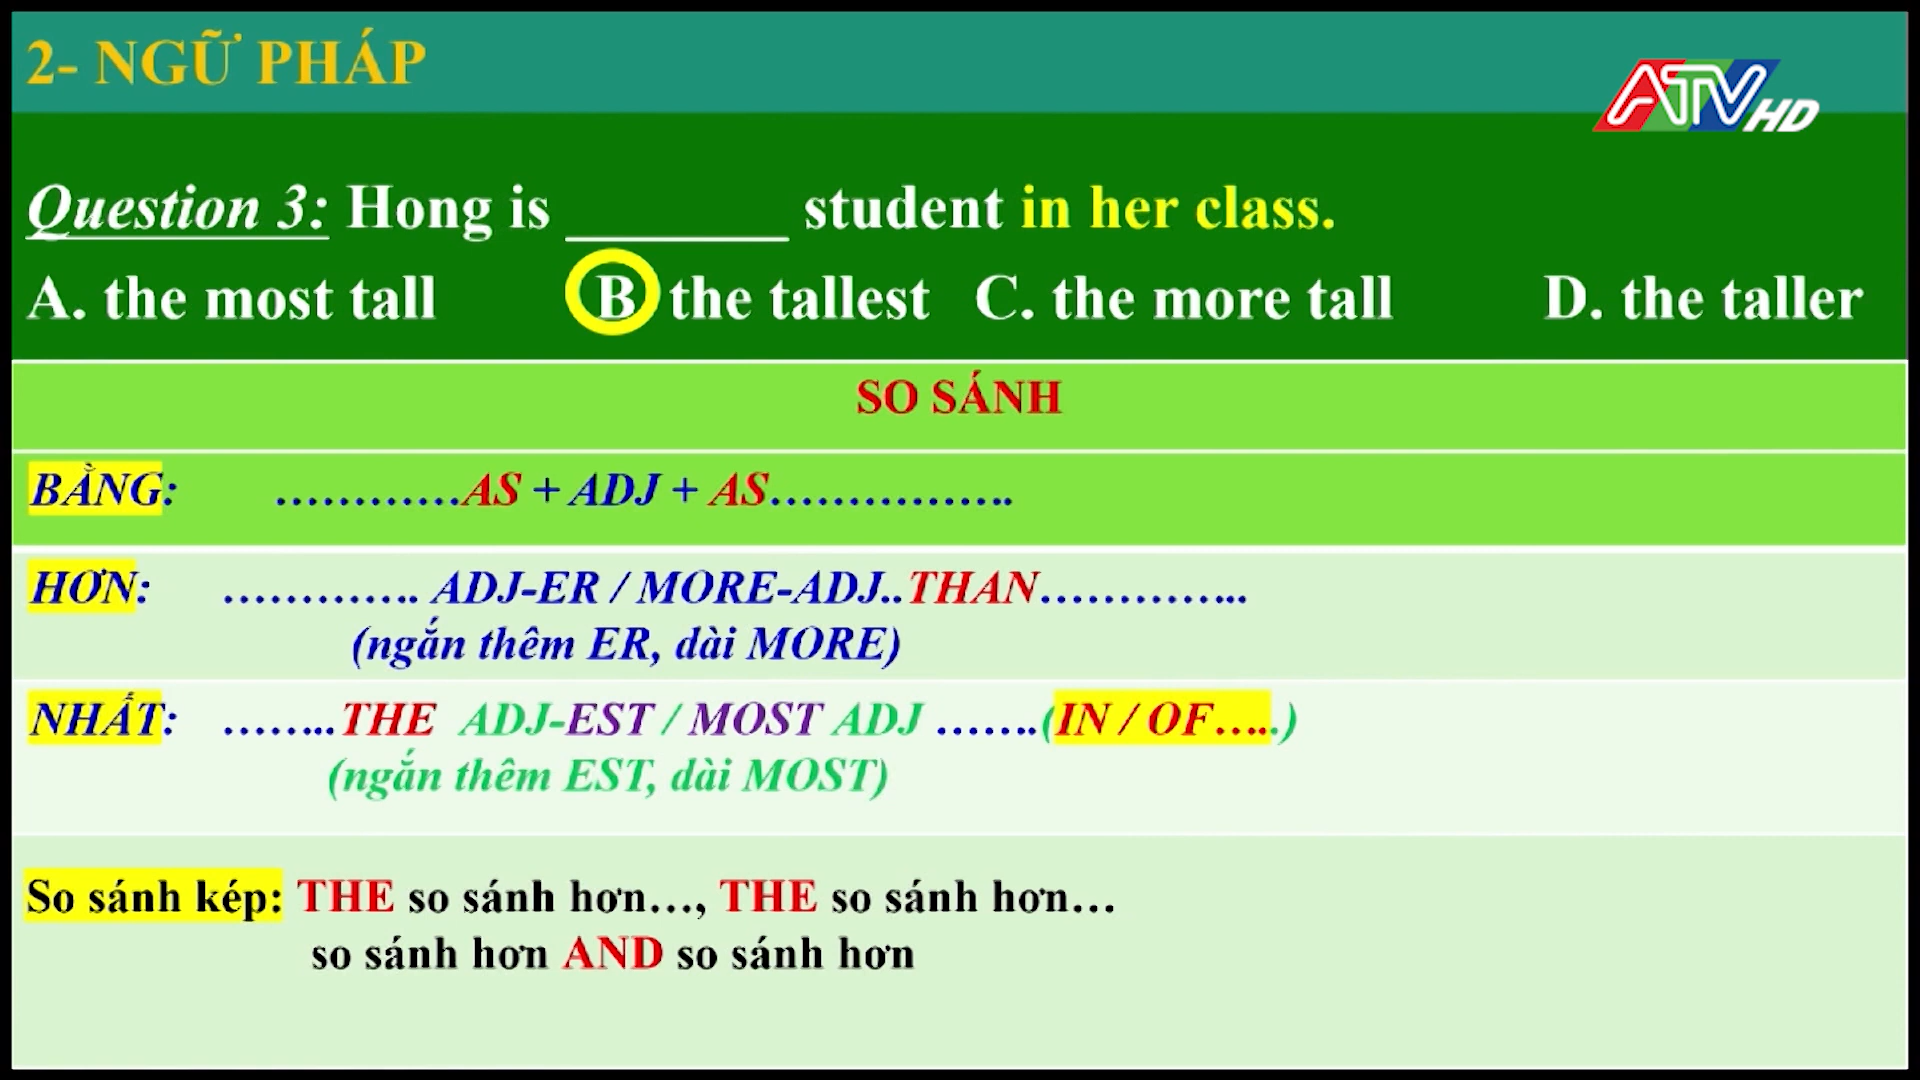 2- NGỮ PHÁP
ATV HD
Question 3: Hong is ________ student in her class.
A. the most tall B the tallest C. the more tall D. the taller
SO SÁNH
BẰNG: …………AS + ADJ + AS…………….
HƠN: …………. ADJ-ER / MORE-ADJ..THAN…………..
(ngắn thêm ER, dài MORE)
NHẤT: ……..THE ADJ-EST / MOST ADJ …….(IN / OF…..)
(ngắn thêm EST, dài MOST)
So sánh kép: THE so sánh hơn…, THE so sánh hơn…
so sánh hơn AND so sánh hơn